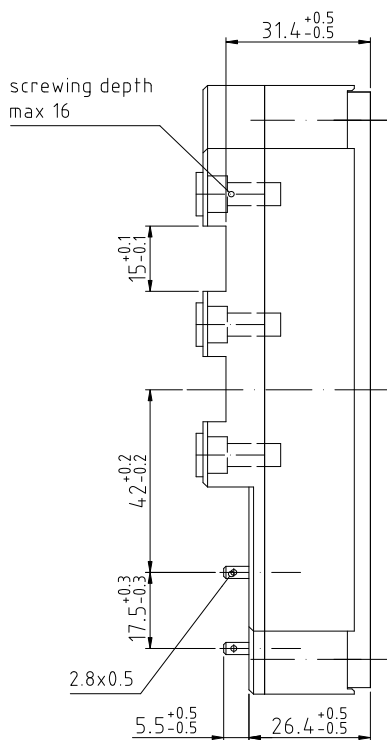 31.4 +0.5 -0.5
screwing depth
max 16
15 +0.1 -0.1
42 +0.2 -0.2
17.5 +0.3 -0.3
2.8x0.5
5.5 +0.5 -0.5
26.4 +0.5 -0.5